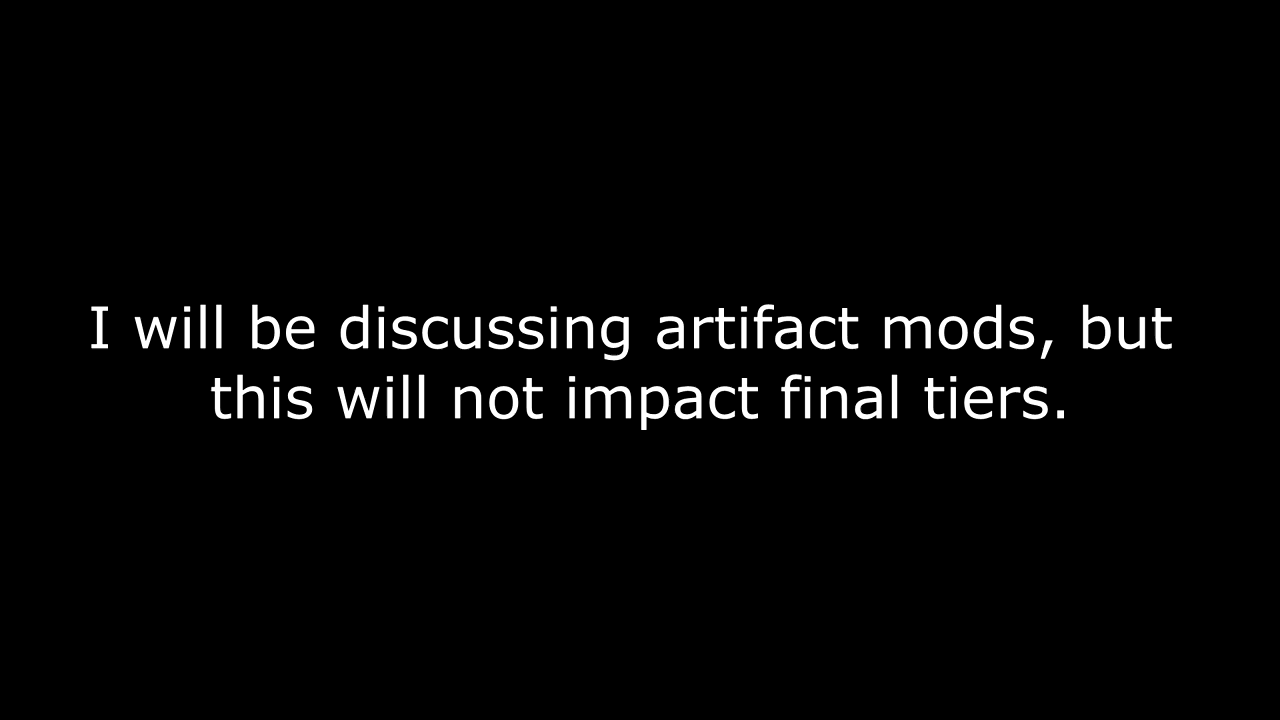 I will be discussing artifact mods, but
this will not impact final tiers.